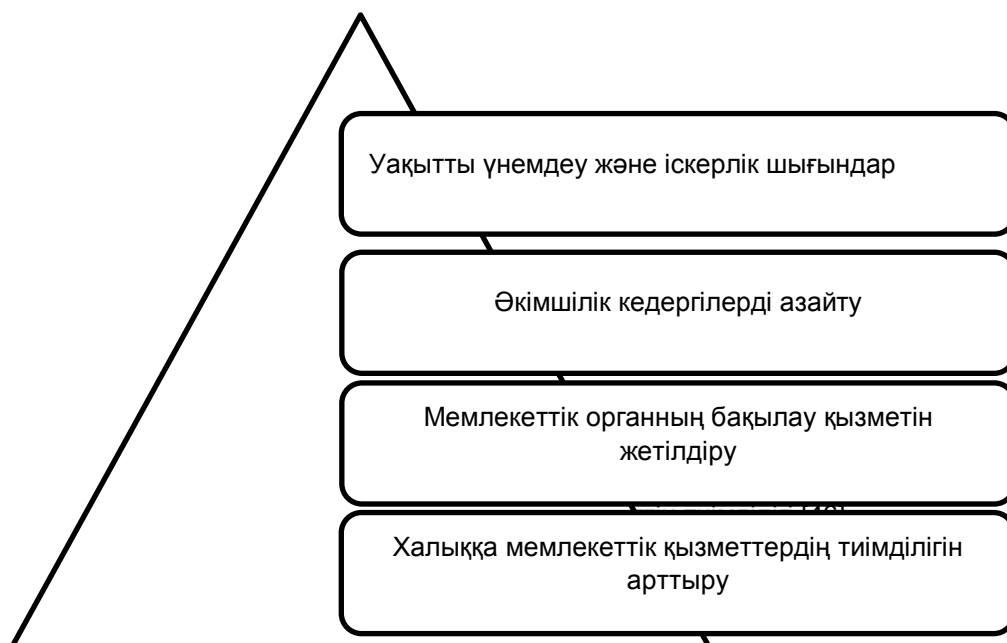 Уақытты үнемдеу және іскерлік шығындар
Әкімшілік кедергілерді азайту
Мемлекеттік органның бақылау қызметін
жетілдіру
Халыққа мемлекеттік қызметтердің тиімділігін
арттыру